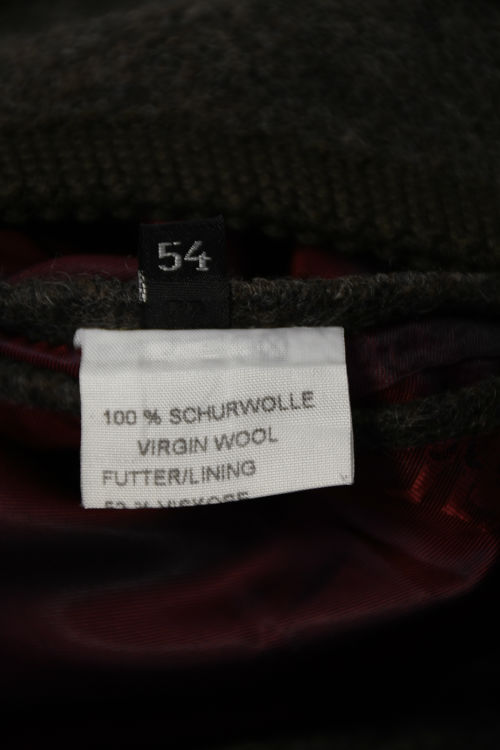 54
100 % SCHURWOLLE
VIRGIN WOOL
FUTTER/LINING